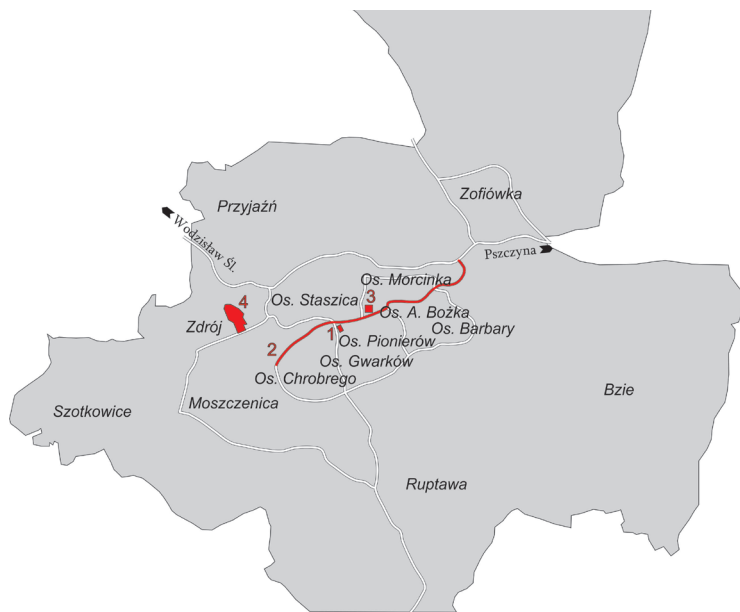 Zofiówka
Przyjaźń
Wodzisław Śl.
Pszczyna
Os. Morcinka
Os. Staszica
3
4
Os. A. Bożka
Zdrój
1
Os. Barbary
Os. Pionierów
2
Os. Gwarków
Os. Chrobrego
Bzie
Moszczenica
Szotkowice
Ruptawa